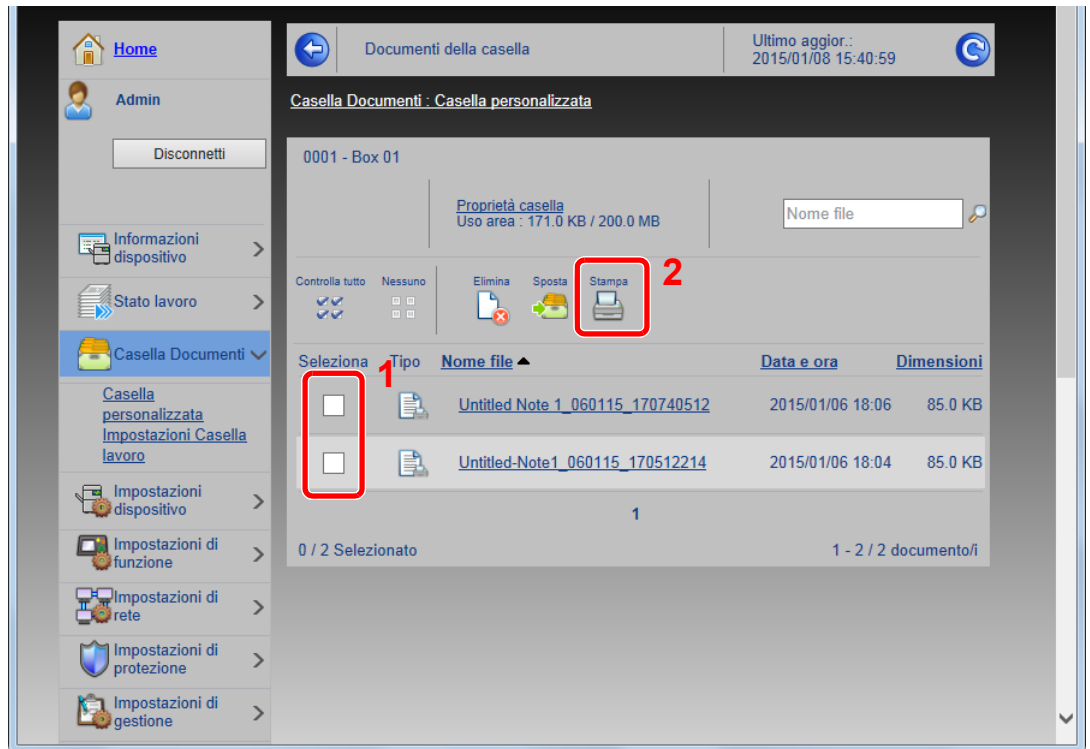 Home
Admin
Disconnetti
Informazioni
dispositivo
Stato lavoro
Casella Documenti
Casella
personalizzata
Impostazioni Casella
lavoro
Impostazioni
dispositivo
Impostazioni di
funzione
Impostazioni di
rete
Impostazioni di
protezione
Impostazioni di
gestione
Documenti della casella
Ultimo aggior.:
2015/01/08 15:40:59
Casella Documenti : Casella personalizzata
0001 - Box 01
Proprietà casella
Uso area : 171.0 KB / 200.0 MB
Nome file
Controlla tutto Nessuno Elimina Sposta Stampa 2
Seleziona 1 Tipo Nome file Data e ora Dimensioni
Untitled Note 1_060115_170740512 2015/01/06 18:06 85.0 KB
Untitled-Note1_060115_170512214 2015/01/06 18:04 85.0 KB
1
0 / 2 Selezionato 1 - 2 / 2 documento/i